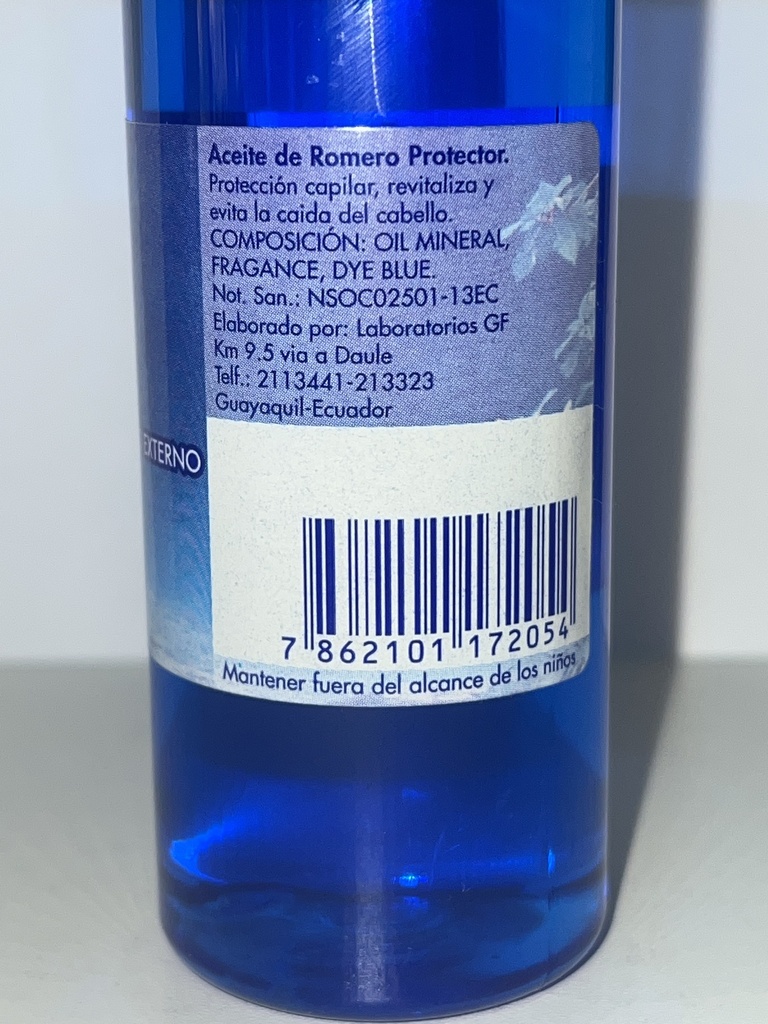 Aceite de Romero Protector.
Protección capilar, revitaliza y
evita la caida del cabello.
COMPOSICIÓN: OIL MINERAL,
FRAGANCE, DYE BLUE.
Not. San.: NSOC02501-13EC
Elaborado por: Laboratorios GF
Km 9.5 via a Daule
Telf.: 2113441-213323
Guayaquil-Ecuador
EXTERNO
7 862101 172054
Mantener fuera del alcance de los niños